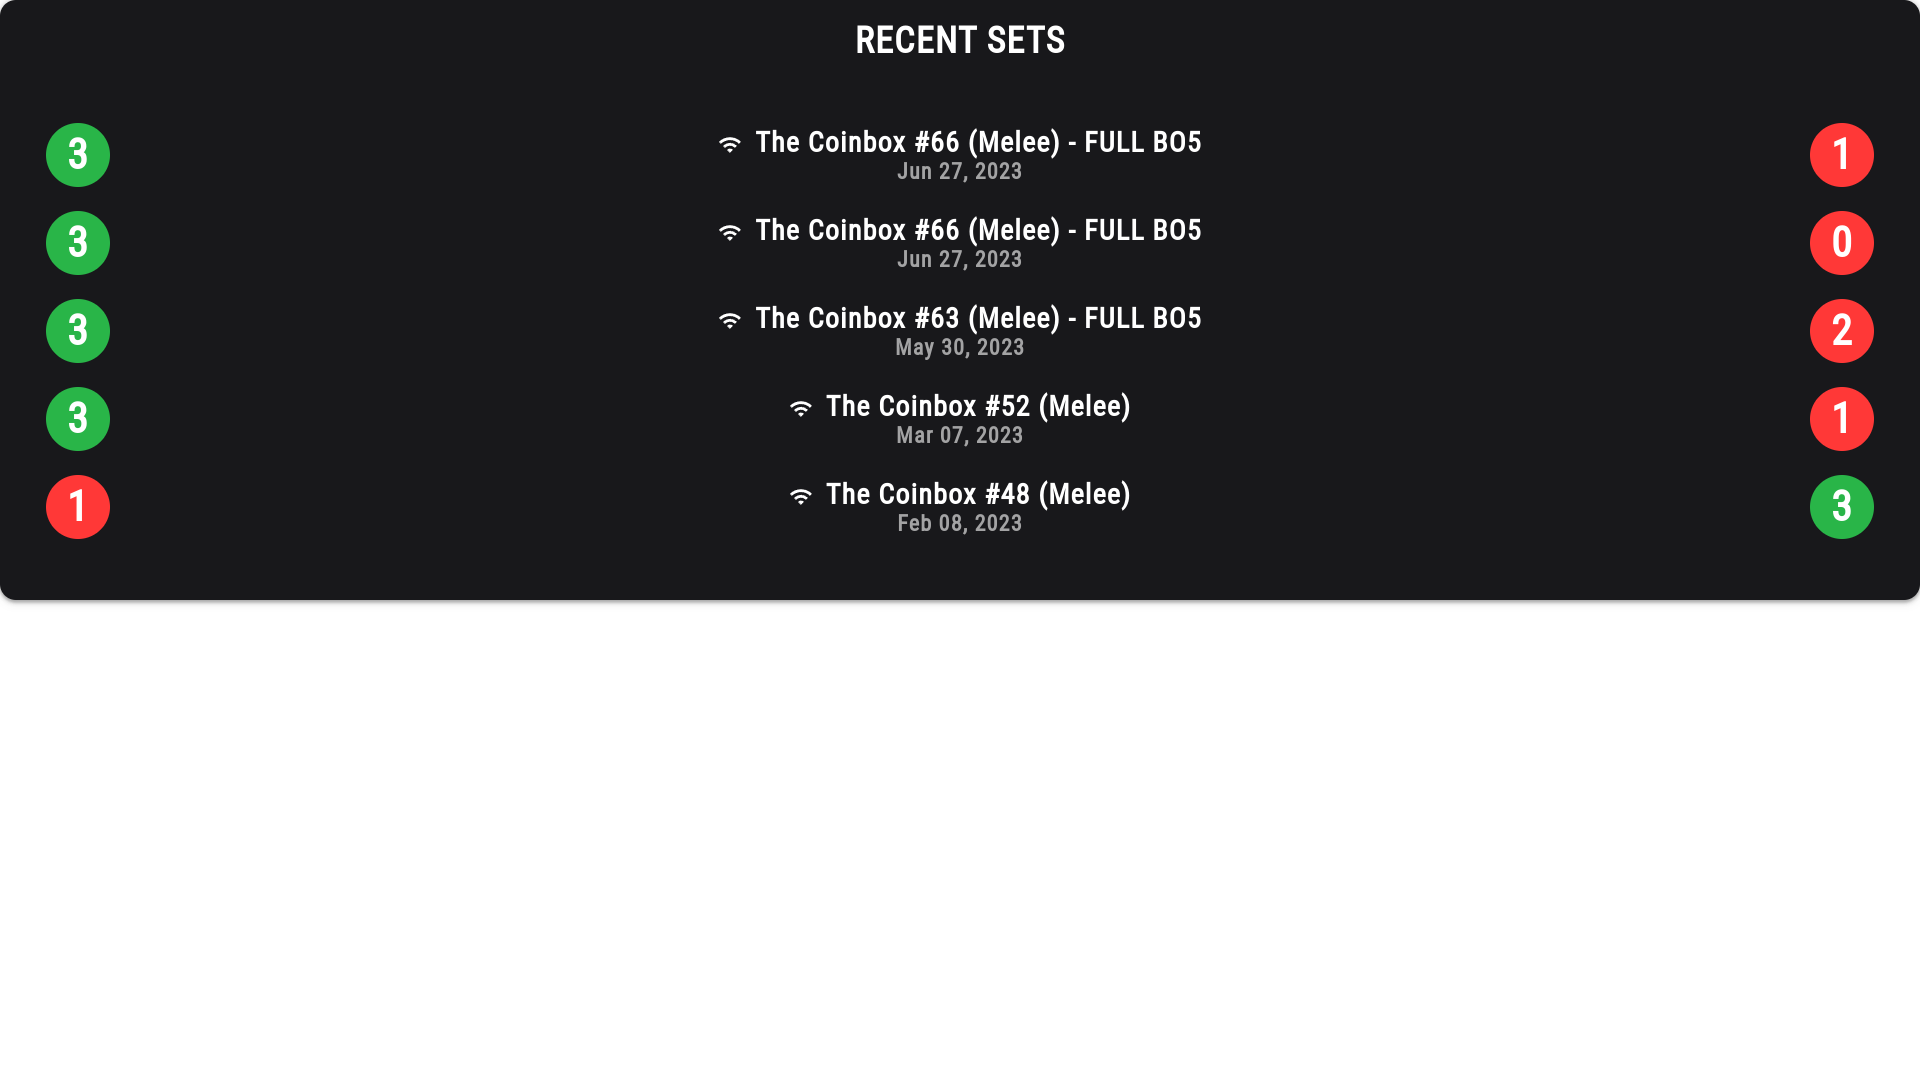 RECENT SETS
3 The Coinbox #66 (Melee) - FULL BO5 1
Jun 27, 2023
3 The Coinbox #66 (Melee) - FULL BO5 0
Jun 27, 2023
3 The Coinbox #63 (Melee) - FULL BO5 2
May 30, 2023
3 The Coinbox #52 (Melee) 1
Mar 07, 2023
1 The Coinbox #48 (Melee) 3
Feb 08, 2023